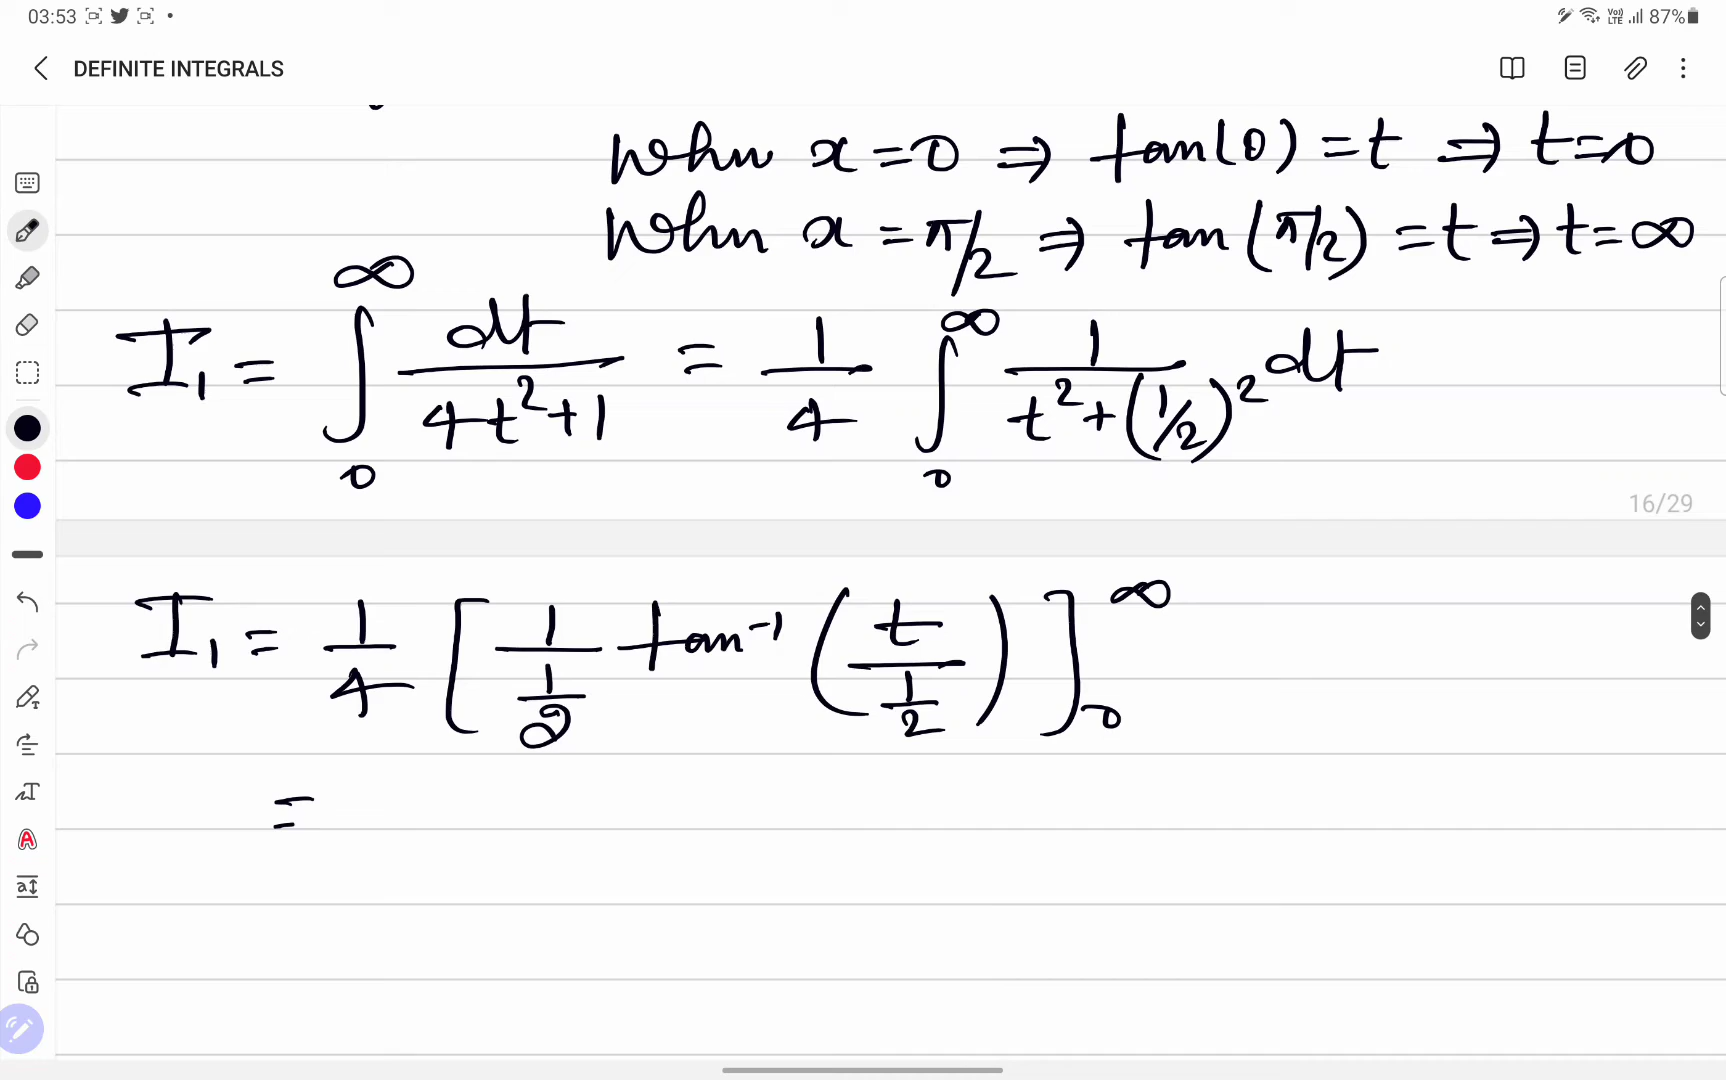 03:53 87%
DEFINITE INTEGRALS
Whn x = 0 ⇒ tan(0) = t ⇒ t = 0
Whn x = π/2 ⇒ tan(π/2) = t ⇒ t = ∞
I₁ = ∫₀^∞ dt/(4t²+1) = 1/4 ∫₀^∞ 1/(t²+(1/2)²) dt
16/29
I₁ = 1/4 [ 1/(1/2) tan⁻¹ ( t/(1/2) ) ]₀^∞
=